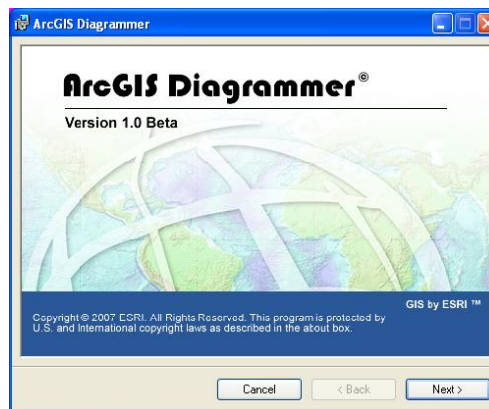 ArcGIS Diagrammer
ArcGIS Diagrammer©
Version 1.0 Beta
GIS by ESRI ™
Copyright © 2007 ESRI. All Rights Reserved. This program is protected by
U.S. and International copyright laws as described in the about box.
Cancel
< Back
Next >